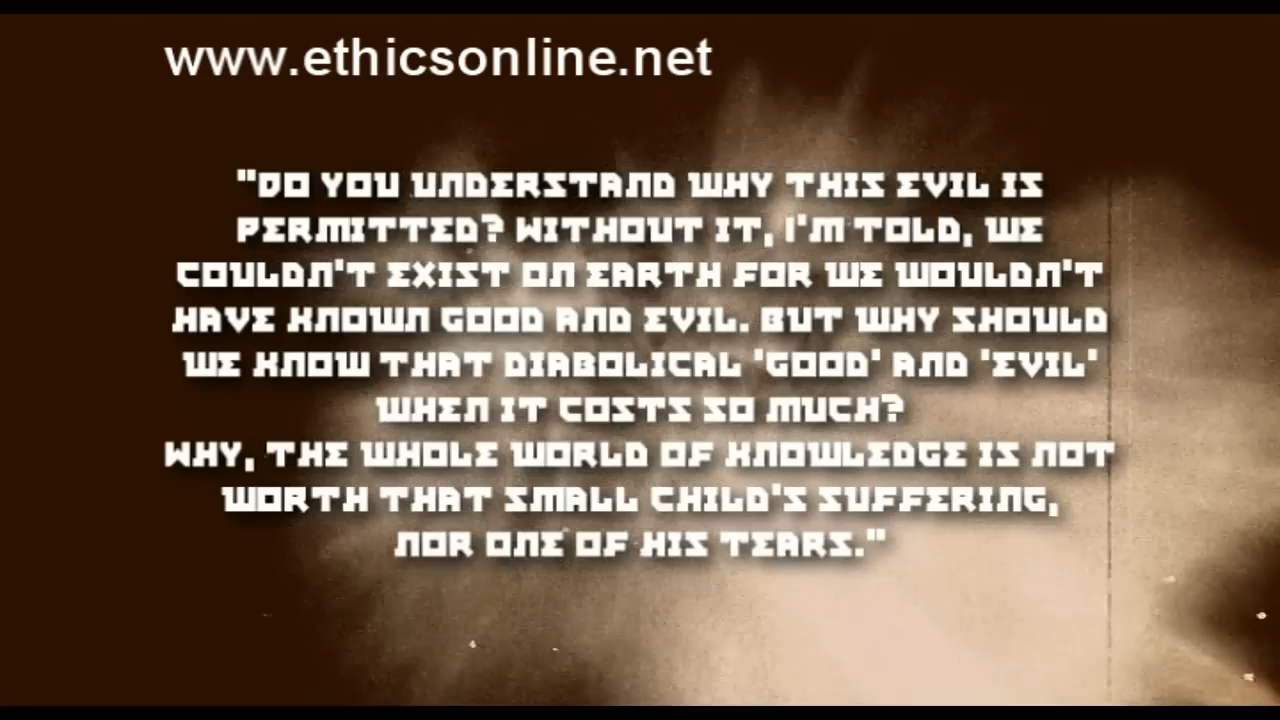 www.ethicsonline.net
"DO YOU UNDERSTAND WHY THIS EVIL IS
PERMITTED? WITHOUT IT, I'M TOLD, WE
COULDN'T EXIST ON EARTH FOR WE WOULDN'T
HAVE KNOWN GOOD AND EVIL. BUT WHY SHOULD
WE KNOW THAT DIABOLICAL 'GOOD' AND 'EVIL'
WHEN IT COSTS SO MUCH?
WHY, THE WHOLE WORLD OF KNOWLEDGE IS NOT
WORTH THAT SMALL CHILD'S SUFFERING,
NOR ONE OF HIS TEARS."